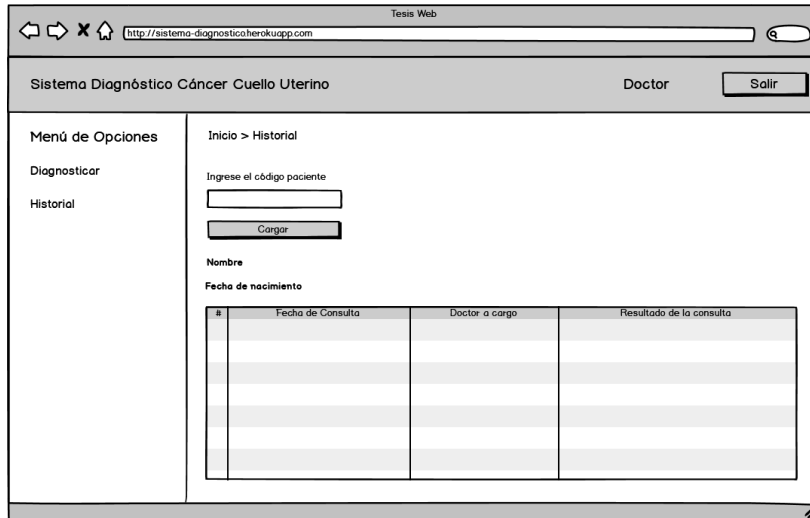 Tesis Web
http://sistema-diagnostico.herokuapp.com
Sistema Diagnóstico Cáncer Cuello Uterino
Doctor
Salir
Menú de Opciones
Diagnosticar
Historial
Inicio > Historial
Ingrese el código paciente
Cargar
Nombre
Fecha de nacimiento
# Fecha de Consulta Doctor a cargo Resultado de la consulta